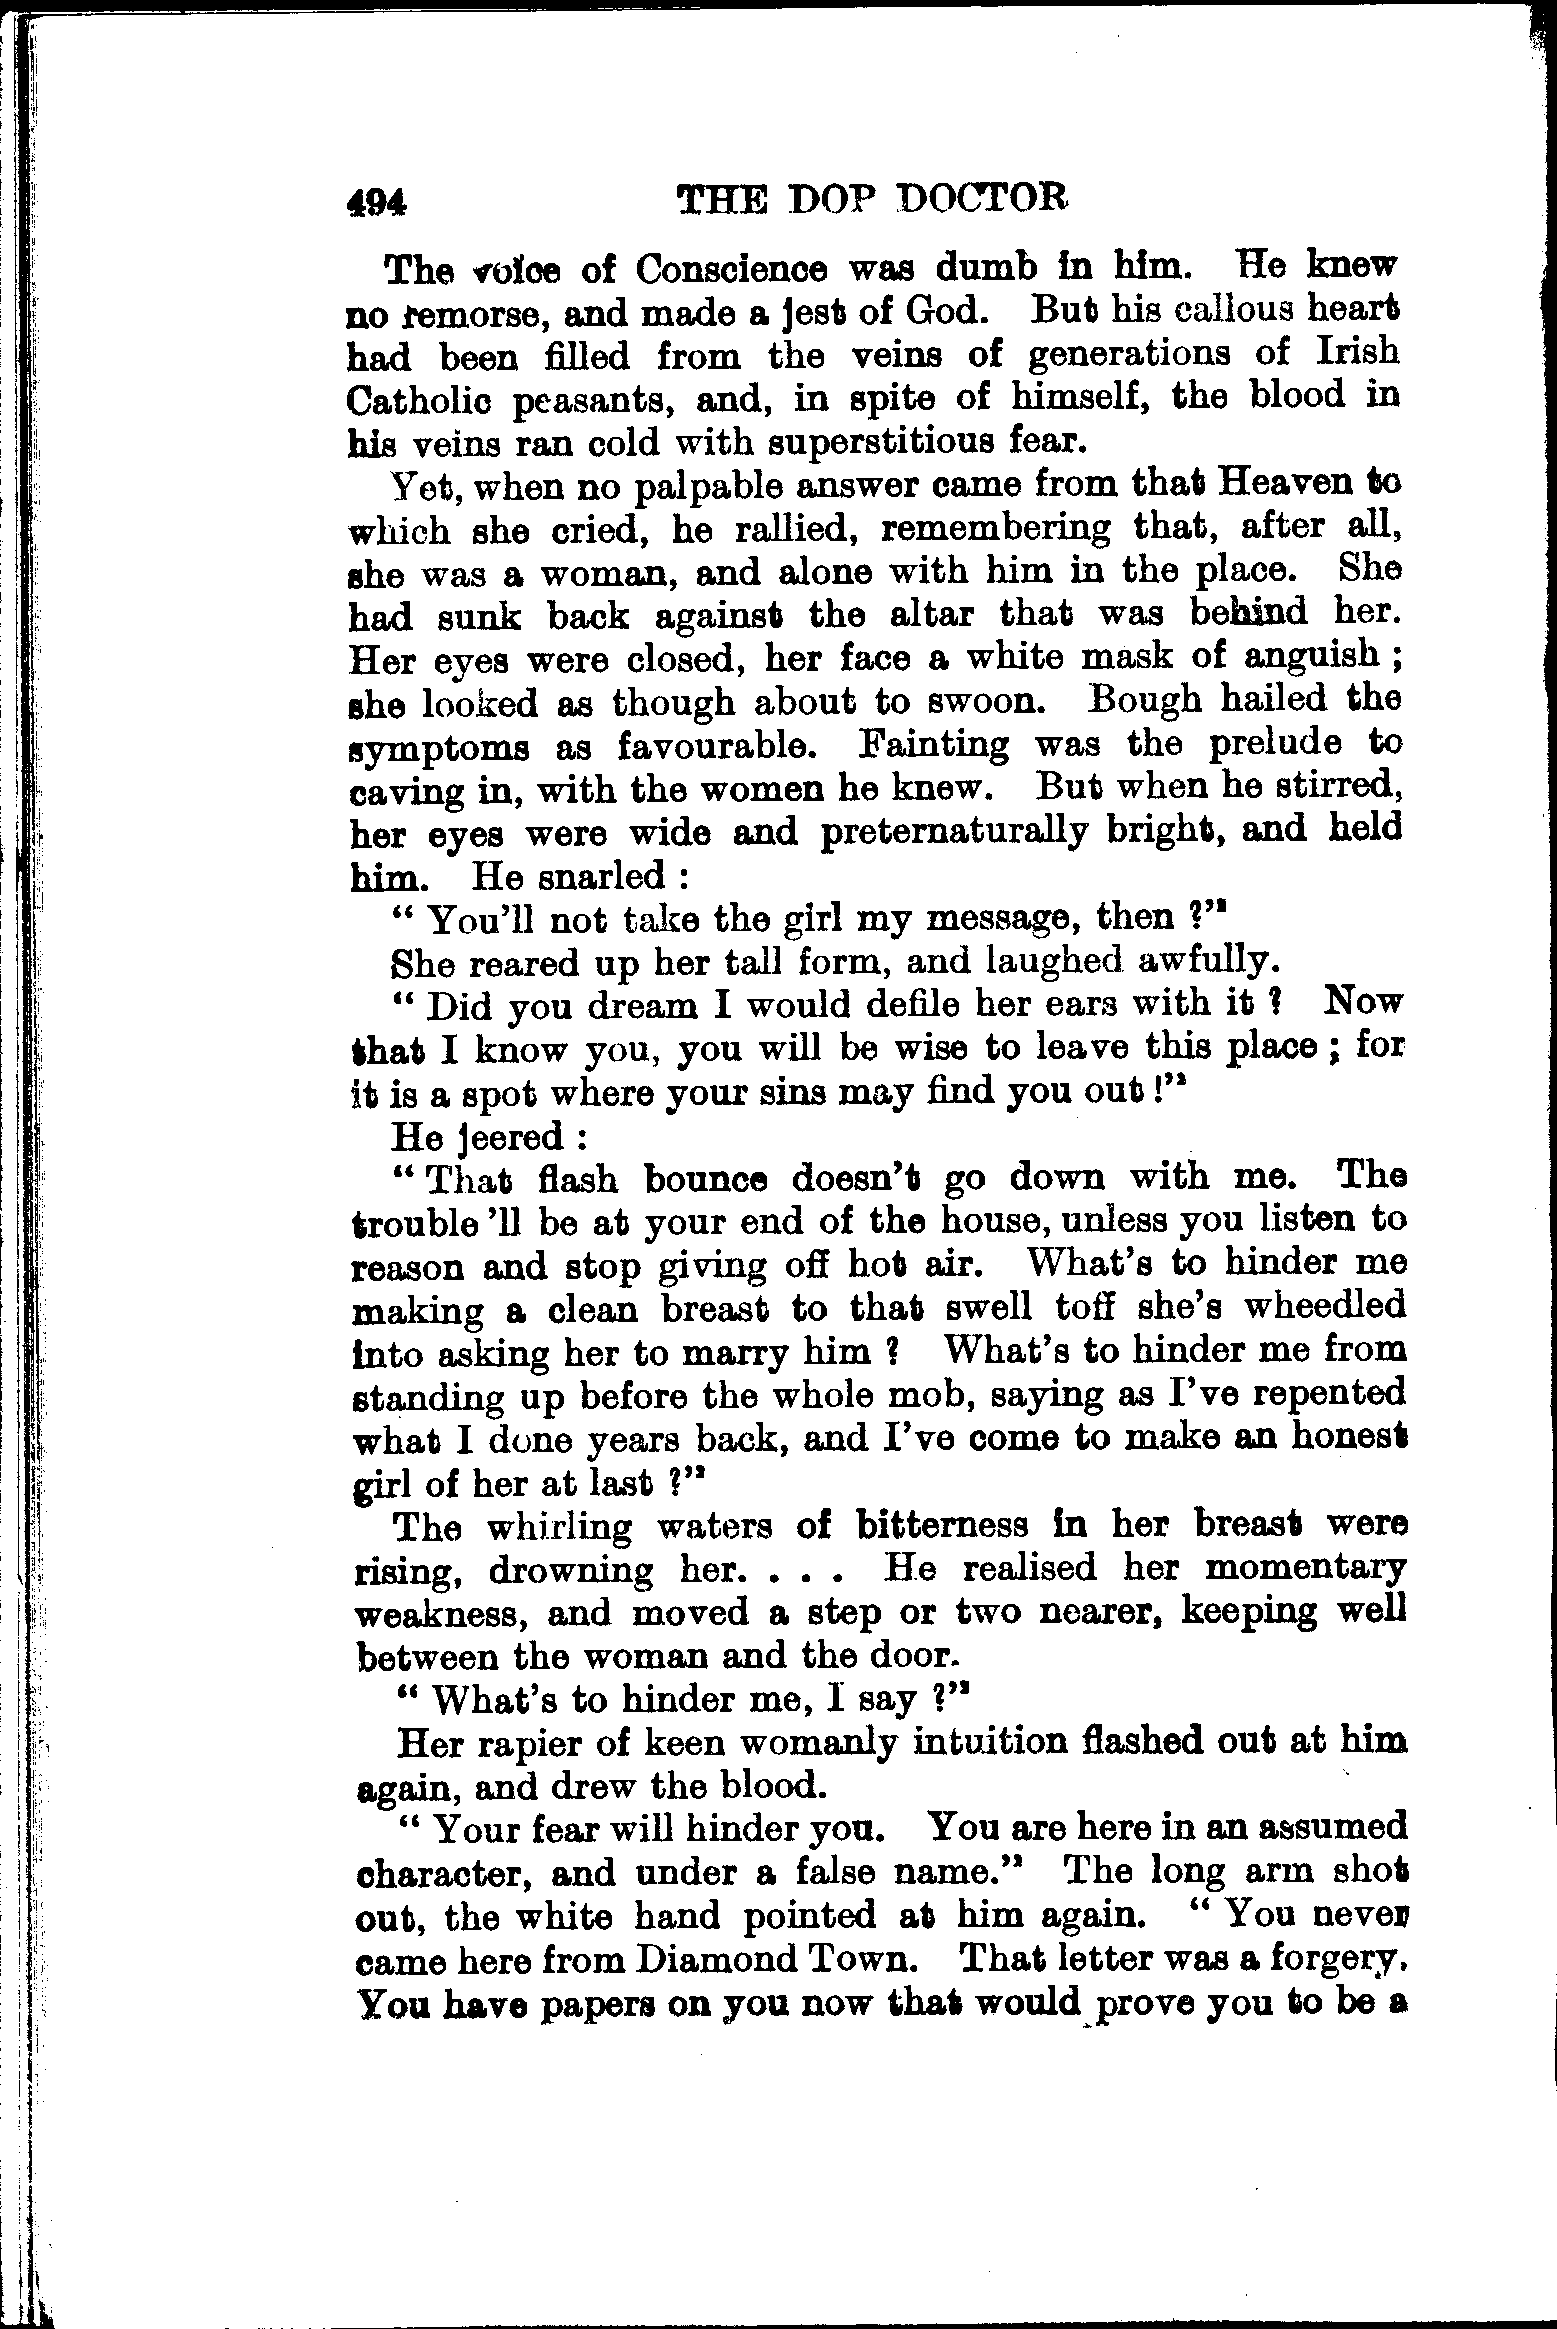 494 THE DOP DOCTOR
The voice of Conscience was dumb in him. He knew
no remorse, and made a jest of God. But his callous heart
had been filled from the veins of generations of Irish
Catholic peasants, and, in spite of himself, the blood in
his veins ran cold with superstitious fear.
Yet, when no palpable answer came from that Heaven to
which she cried, he rallied, remembering that, after all,
she was a woman, and alone with him in the place. She
had sunk back against the altar that was behind her.
Her eyes were closed, her face a white mask of anguish ;
she looked as though about to swoon. Bough hailed the
symptoms as favourable. Fainting was the prelude to
caving in, with the women he knew. But when he stirred,
her eyes were wide and preternaturally bright, and held
him. He snarled :
“ You’ll not take the girl my message, then ?”
She reared up her tall form, and laughed awfully.
“ Did you dream I would defile her ears with it ? Now
that I know you, you will be wise to leave this place ; for
it is a spot where your sins may find you out !”
He jeered :
“ That flash bounce doesn’t go down with me. The
trouble ’ll be at your end of the house, unless you listen to
reason and stop giving off hot air. What’s to hinder me
making a clean breast to that swell toff she’s wheedled
into asking her to marry him ? What’s to hinder me from
standing up before the whole mob, saying as I’ve repented
what I done years back, and I’ve come to make an honest
girl of her at last ?”
The whirling waters of bitterness in her breast were
rising, drowning her. . . . He realised her momentary
weakness, and moved a step or two nearer, keeping well
between the woman and the door.
“ What’s to hinder me, I say ?”
Her rapier of keen womanly intuition flashed out at him
again, and drew the blood.
“ Your fear will hinder you. You are here in an assumed
character, and under a false name.” The long arm shot
out, the white hand pointed at him again. “ You never
came here from Diamond Town. That letter was a forgery.
You have papers on you now that would prove you to be a